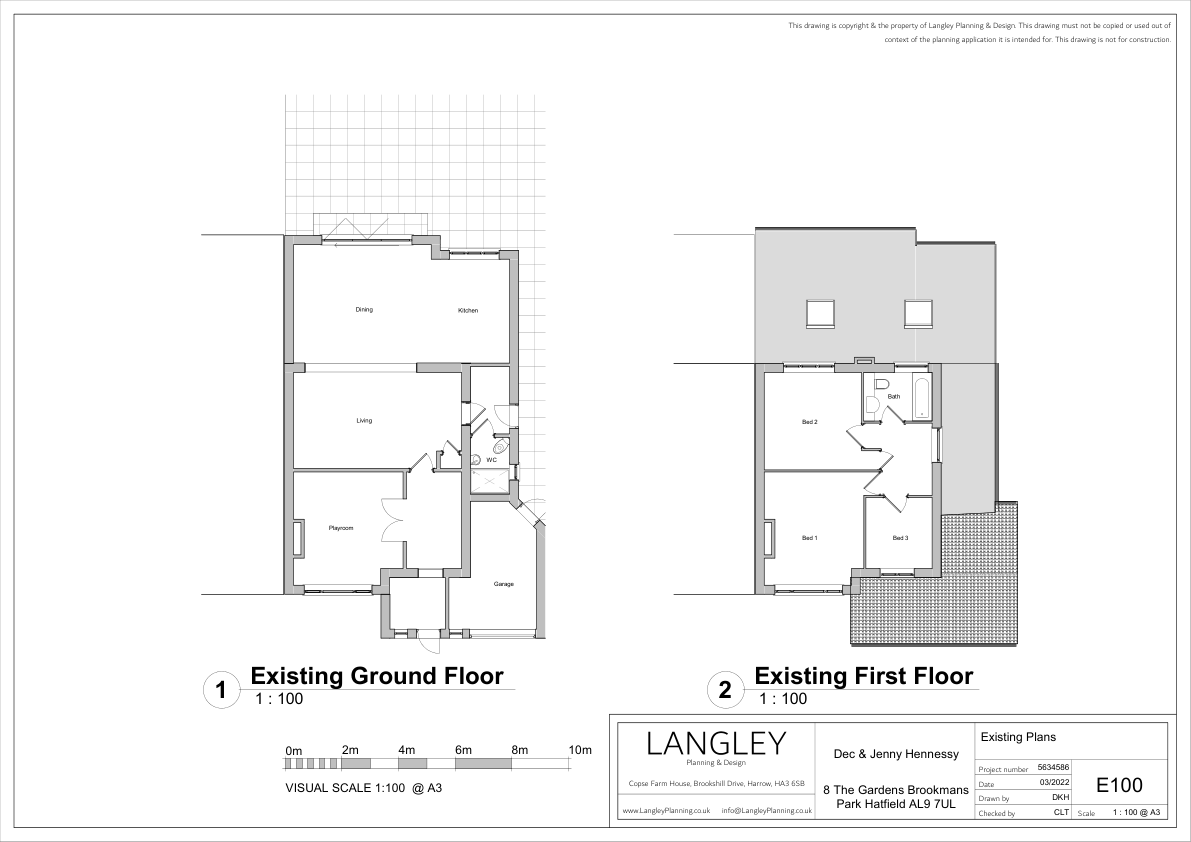 This drawing is copyright & the property of Langley Planning & Design. This drawing must not be copied or used out of
context of the planning application it is intended for. This drawing is not for construction.
Dining
Kitchen
Living
WC
Playroom
Garage
Bath
Bed 2
Bed 1
Bed 3
1
Existing Ground Floor
1 : 100
2
Existing First Floor
1 : 100
0m 2m 4m 6m 8m 10m
VISUAL SCALE 1:100 @ A3
LANGLEY
Planning & Design
Copse Farm House, Brookshill Drive, Harrow, HA3 6SB
www.LangleyPlanning.co.uk info@LangleyPlanning.co.uk
Dec & Jenny Hennessy
8 The Gardens Brookmans
Park Hatfield AL9 7UL
Existing Plans
Project number 5634586
Date 03/2022
Drawn by DKH
Checked by CLT
E100
Scale 1 : 100 @ A3